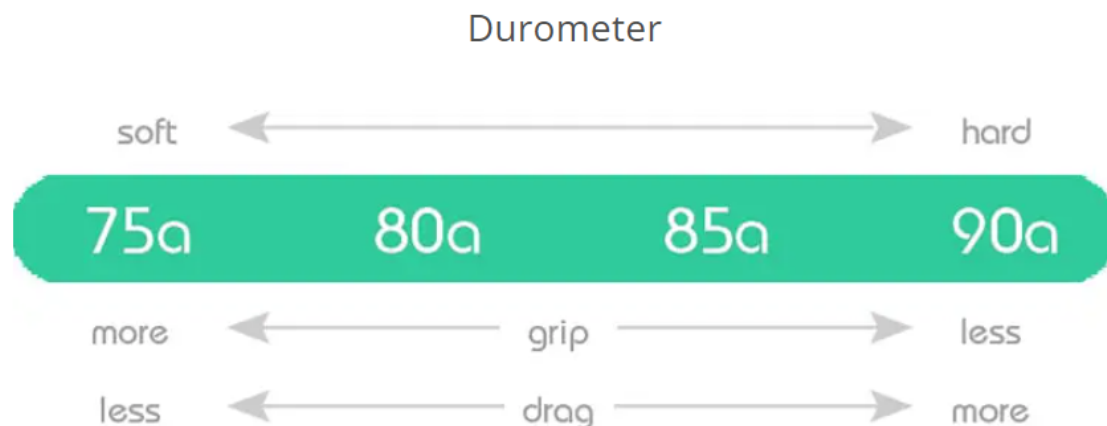 Durometer
soft hard
75a 80a 85a 90a
more grip less
less drag more